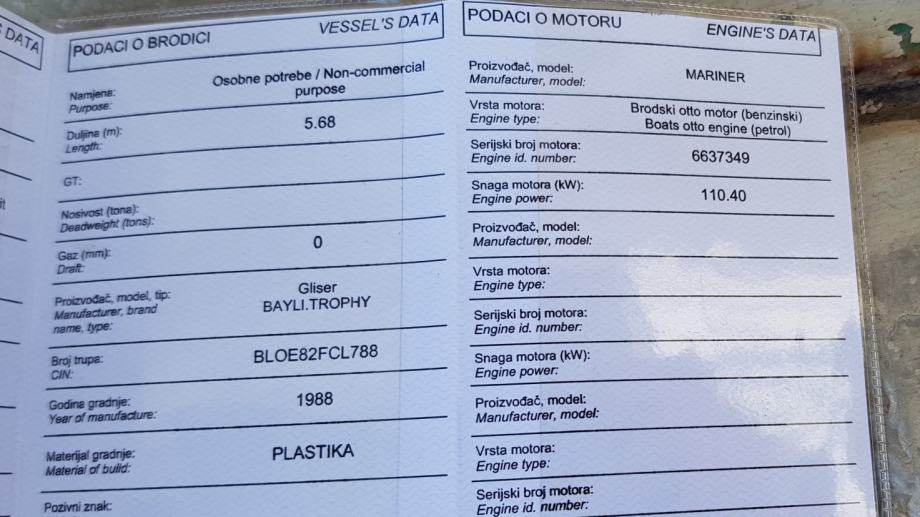 S DATA
it
PODACI O BRODICI
VESSEL'S DATA
Namjena:
Purpose:
Osobne potrebe / Non-commercial
purpose
Duljina (m):
Length:
5.68
GT:
Nosivost (tona):
Deadweight (tons):
Gaz (mm):
Draft:
0
Proizvođač, model, tip:
Manufacturer, brand
name, type:
Gliser
BAYLI.TROPHY
Broj trupa:
CIN:
BLOE82FCL788
Godina gradnje:
Year of manufacture:
1988
Materijal gradnje:
Material of bulid:
PLASTIKA
Pozivni znak:
PODACI O MOTORU
ENGINE'S DATA
Proizvođač, model:
Manufacturer, model:
MARINER
Vrsta motora:
Engine type:
Brodski otto motor (benzinski)
Boats otto engine (petrol)
Serijski broj motora:
Engine id. number:
6637349
Snaga motora (kW):
Engine power:
110.40
Proizvođač, model:
Manufacturer, model:
Vrsta motora:
Engine type:
Serijski broj motora:
Engine id. number:
Snaga motora (kW):
Engine power:
Proizvođač, model:
Manufacturer, model:
Vrsta motora:
Engine type:
Serijski broj motora:
Engine id. number: